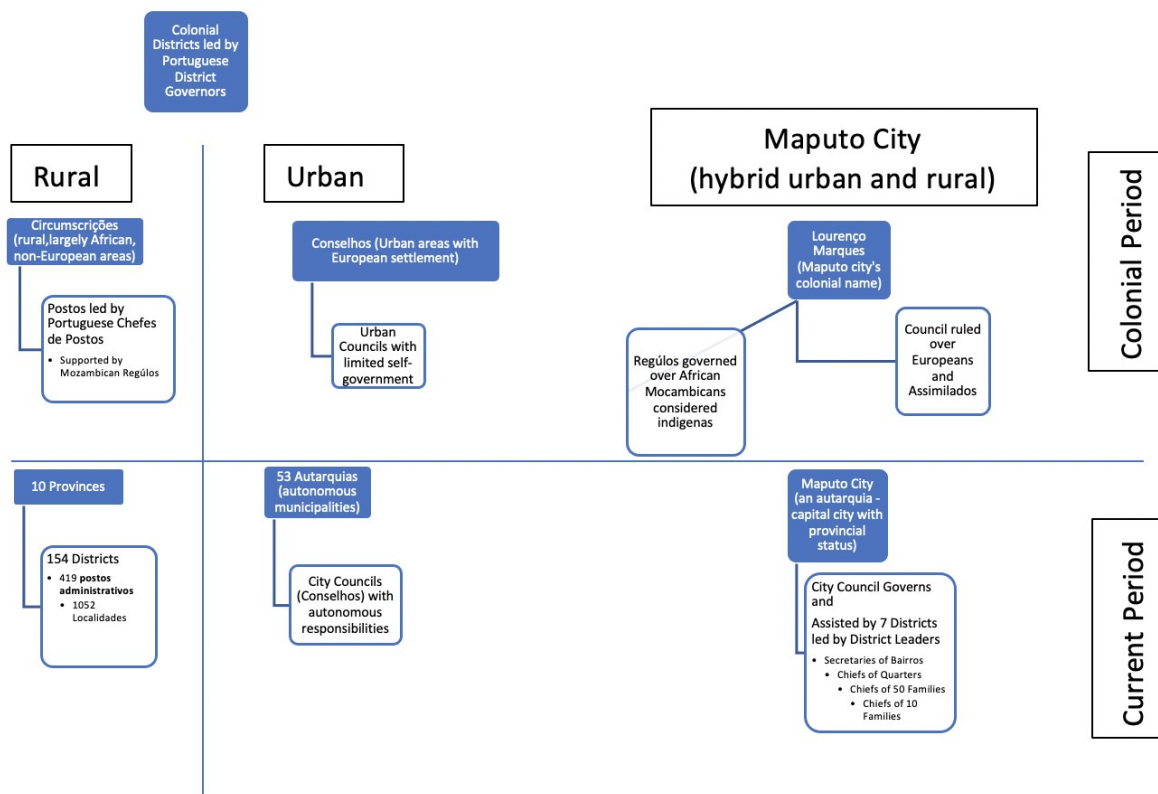 Colonial
Districts led by
Portuguese
District
Governors
Rural
Urban
Maputo City
(hybrid urban and rural)
Colonial Period
Circumscrições
(rural,largely African,
non-European areas)
Postos led by
Portuguese Chefes
de Postos
• Supported by
Mozambican Regúlos
Conselhos (Urban areas with
European settlement)
Urban
Councils with
limited self-
government
Lourenço
Marques
(Maputo city's
colonial name)
Regúlos governed
over African
Mocambicans
considered
indigenas
Council ruled
over
Europeans
and
Assimilados
10 Provinces
154 Districts
• 419 postos
administrativos
• 1052
Localidades
53 Autarquias
(autonomous
municipalities)
City Councils
(Conselhos) with
autonomous
responsibilities
Maputo City
(an autarquia -
capital city with
provincial
status)
City Council Governs
and
Assisted by 7 Districts
led by District Leaders
• Secretaries of Bairros
• Chiefs of Quarters
• Chiefs of 50 Families
• Chiefs of 10
Families
Current Period